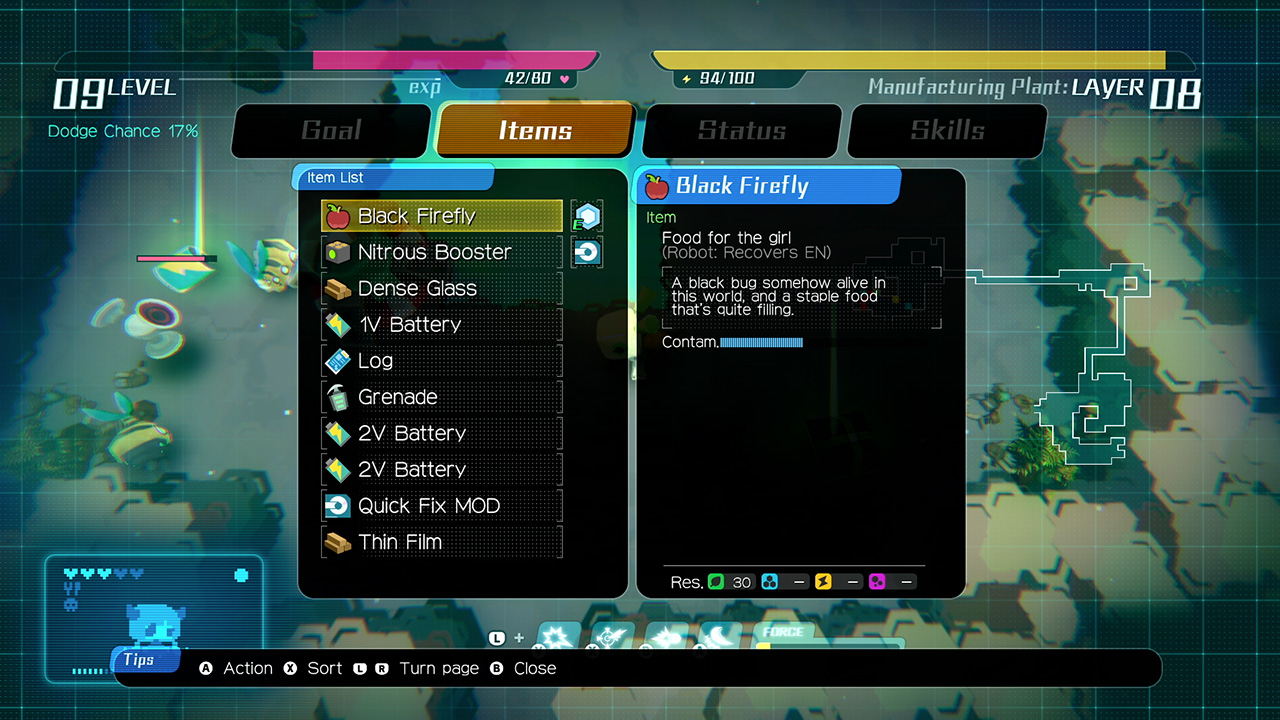 42/80
94/100
09 LEVEL
exp
Manufacturing Plant: LAYER 08
Dodge Chance 17%
Goal
Items
Status
Skills
Item List
Black Firefly
E
Nitrous Booster
Dense Glass
1V Battery
Log
Grenade
2V Battery
2V Battery
Quick Fix MOD
Thin Film
Black Firefly
Item
Food for the girl
(Robot: Recovers EN)
A black bug somehow alive in
this world, and a staple food
that's quite filling.
Contam.
Res. 30 – – –
L +
FORCE
Tips
A Action X Sort L R Turn page B Close